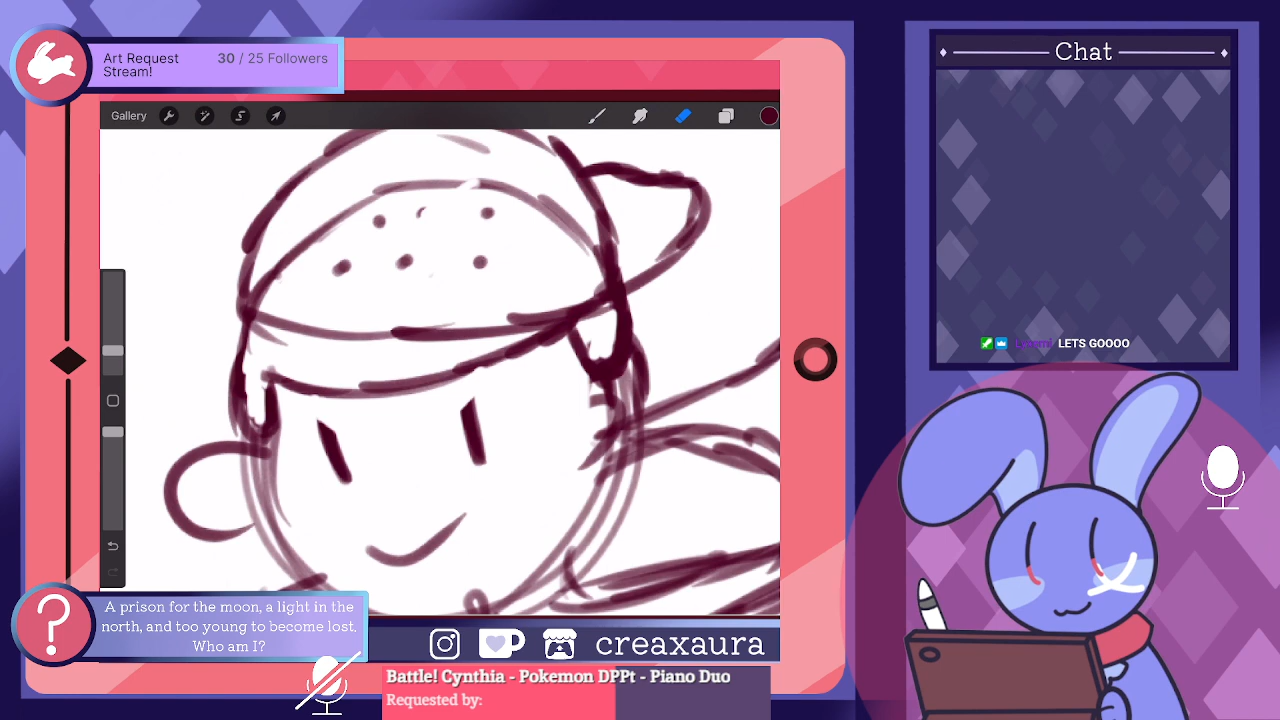 Art Request Stream!
30 / 25 Followers
Gallery
Chat
LETS GOOOO
A prison for the moon, a light in the
north, and too young to become lost.
Who am I?
creaxaura
Battle! Cynthia - Pokemon DPPt - Piano Duo
Requested by: